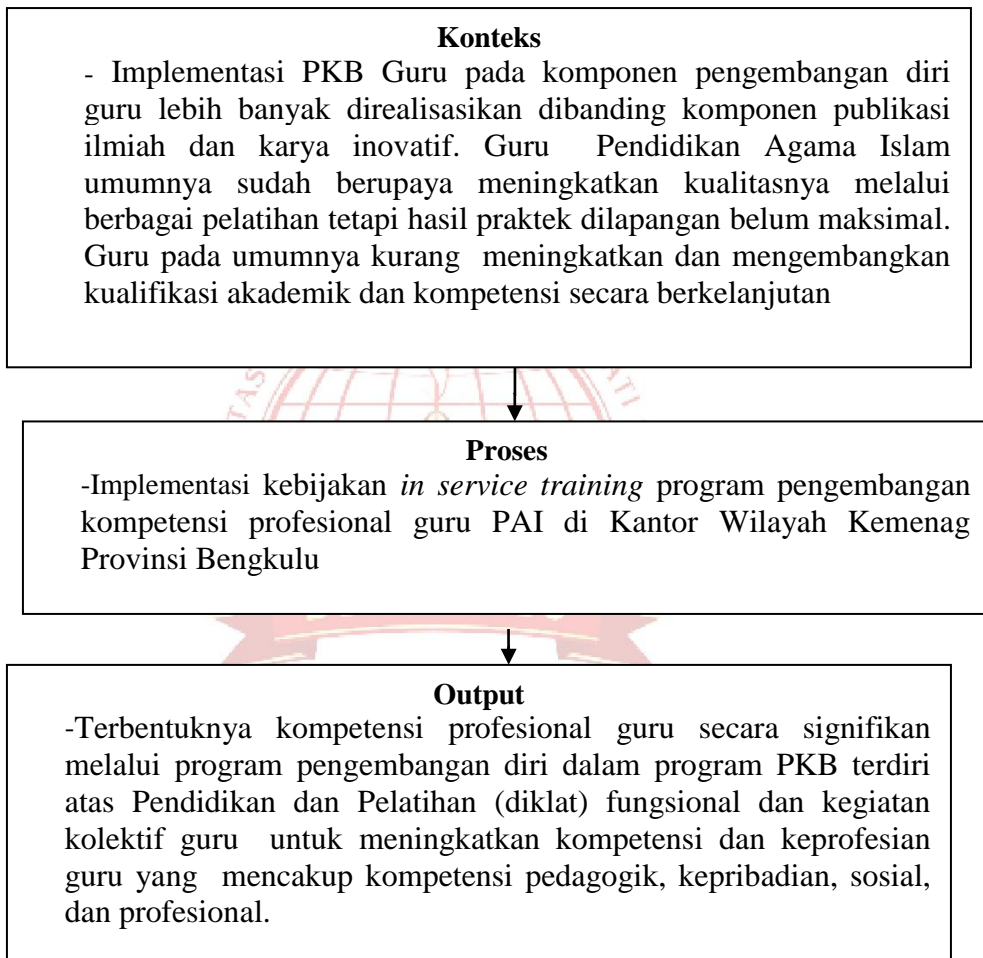 Konteks
- Implementasi PKB Guru pada komponen pengembangan diri
guru lebih banyak direalisasikan dibanding komponen publikasi
ilmiah dan karya inovatif. Guru Pendidikan Agama Islam
umumnya sudah berupaya meningkatkan kualitasnya melalui
berbagai pelatihan tetapi hasil praktek dilapangan belum maksimal.
Guru pada umumnya kurang meningkatkan dan mengembangkan
kualifikasi akademik dan kompetensi secara berkelanjutan
Proses
-Implementasi kebijakan in service training program pengembangan
kompetensi profesional guru PAI di Kantor Wilayah Kemenag
Provinsi Bengkulu
Output
-Terbentuknya kompetensi profesional guru secara signifikan
melalui program pengembangan diri dalam program PKB terdiri
atas Pendidikan dan Pelatihan (diklat) fungsional dan kegiatan
kolektif guru untuk meningkatkan kompetensi dan keprofesian
guru yang mencakup kompetensi pedagogik, kepribadian, sosial,
dan profesional.